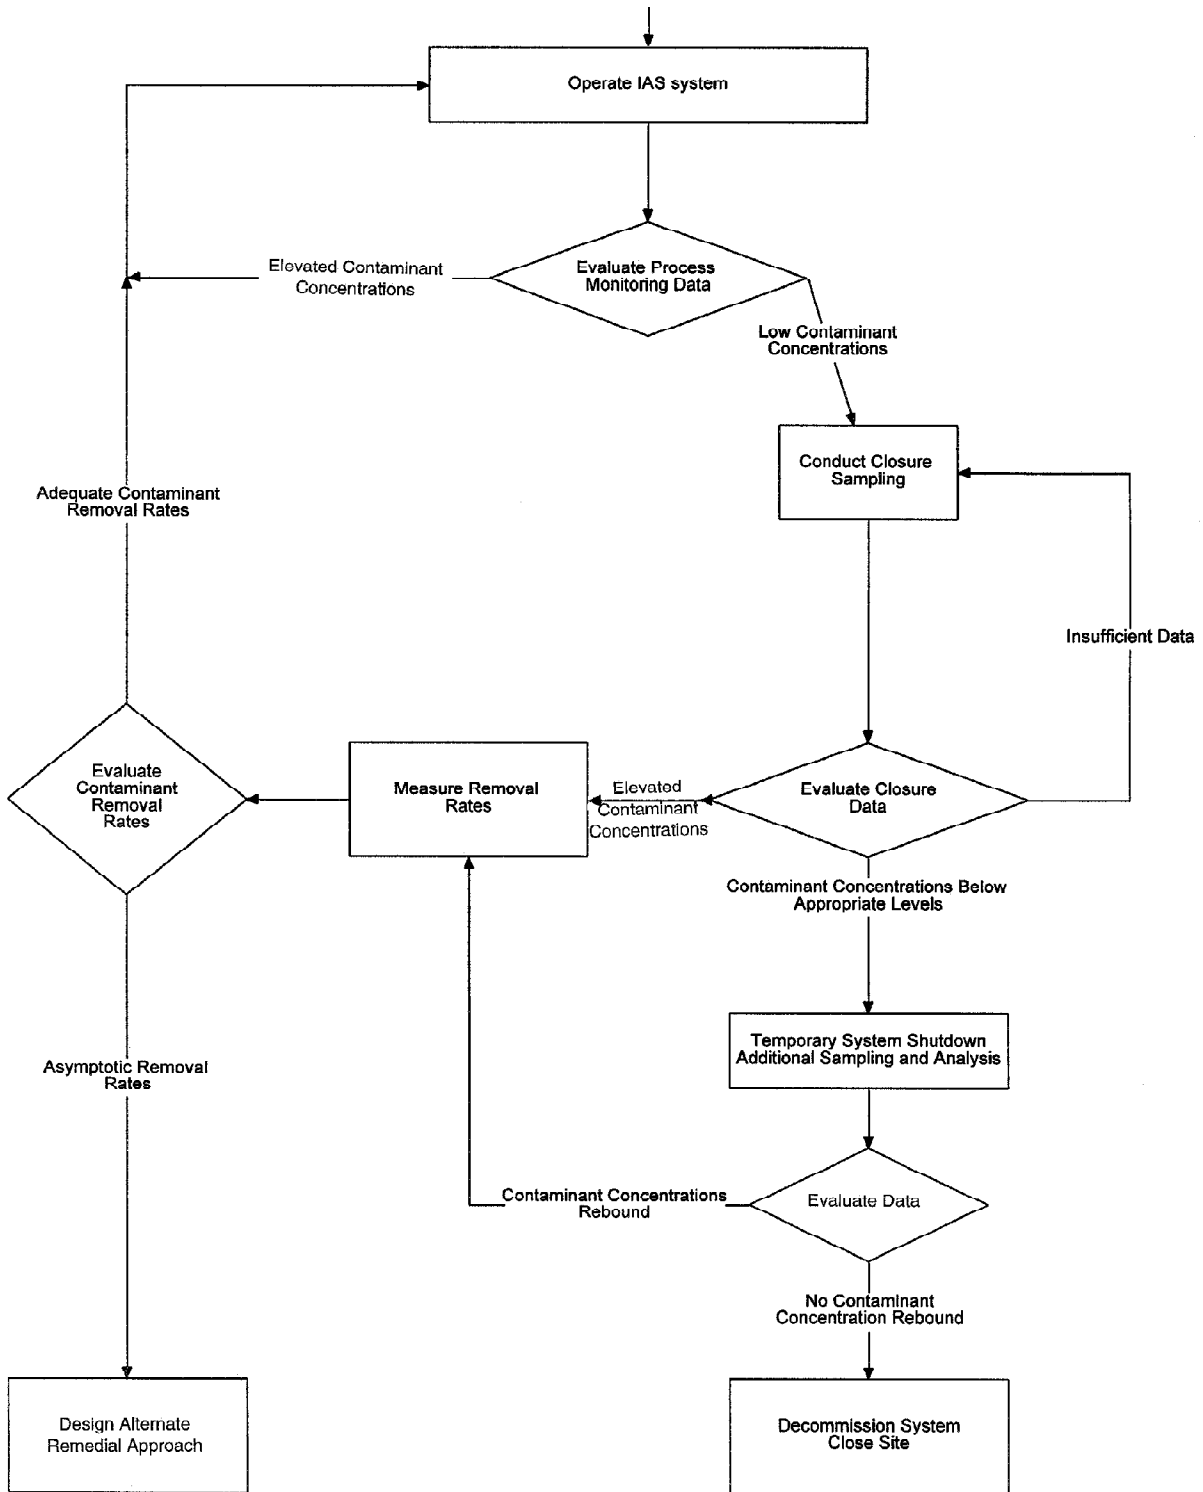 Operate IAS system
Evaluate Process
Monitoring Data
Elevated Contaminant
Concentrations
Low Contaminant
Concentrations
Conduct Closure
Sampling
Adequate Contaminant
Removal Rates
Insufficient Data
Evaluate
Contaminant
Removal
Rates
Measure Removal
Rates
Elevated
Contaminant
Concentrations
Evaluate Closure
Data
Contaminant Concentrations Below
Appropriate Levels
Temporary System Shutdown
Additional Sampling and Analysis
Asymptotic Removal
Rates
Contaminant Concentrations
Rebound
Evaluate Data
No Contaminant
Concentration Rebound
Design Alternate
Remedial Approach
Decommission System
Close Site